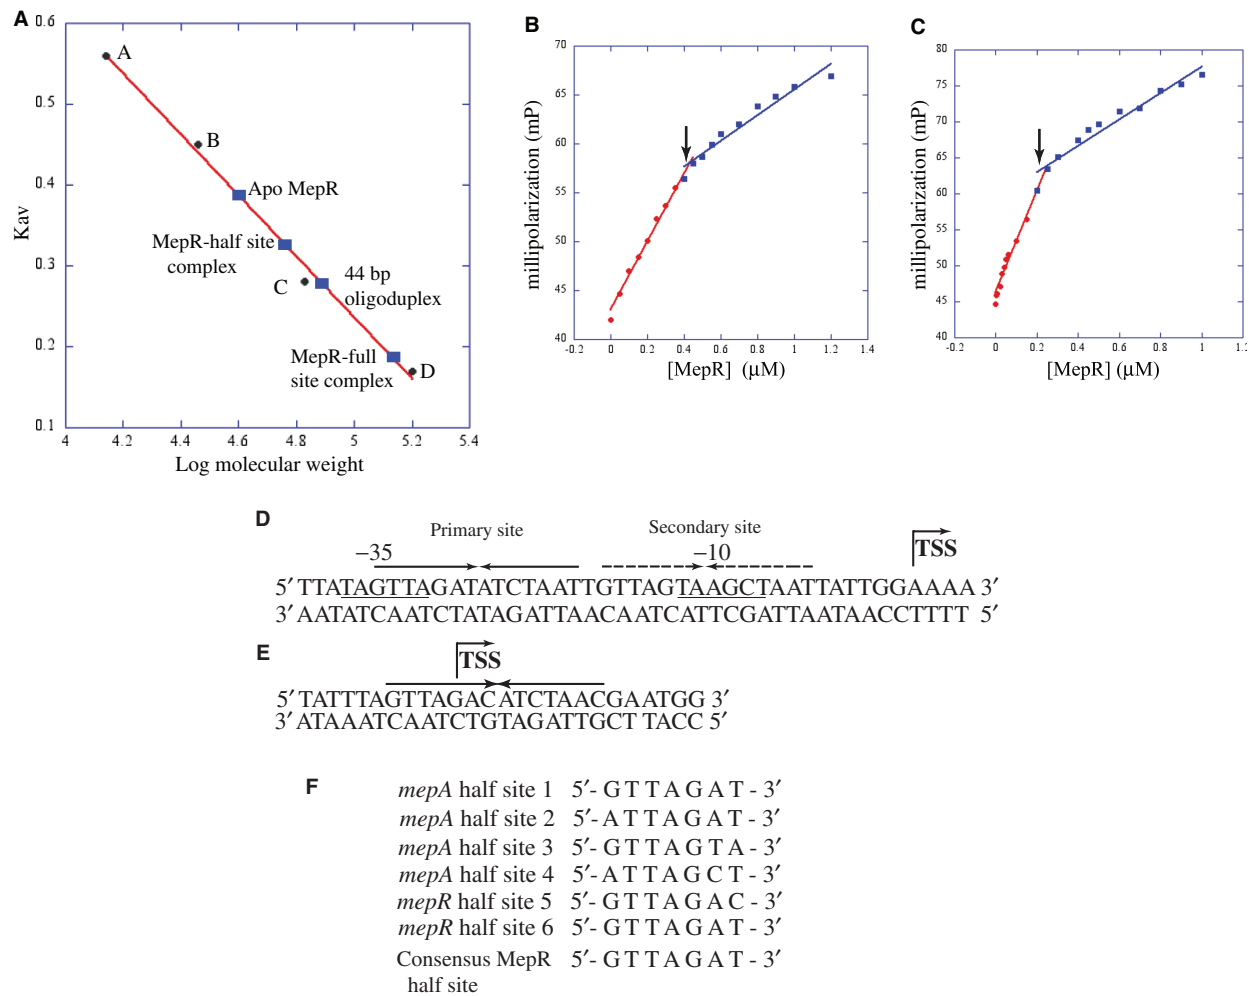 A
0.6
0.5
0.4
0.3
0.2
0.1
Kav
A
B
Apo MepR
MepR-half site
complex
C
44 bp
oligoduplex
MepR-full
site complex
D
4
4.2
4.4
4.6
4.8
5
5.2
5.4
Log molecular weight
B
70
65
60
55
50
45
40
millipolarization (mP)
-0.2
0
0.2
0.4
0.6
0.8
1
1.2
1.4
[MepR] (µM)
C
80
75
70
65
60
55
50
45
40
millipolarization (mP)
-0.2
0
0.2
0.4
0.6
0.8
1
1.2
[MepR] (µM)
D
Primary site
Secondary site
−35
−10
TSS
5′ TTATAGTTAGATATCTAATTGTTAGTAAGCTAATTATTGGAAAA 3′
3′ AATATCAATCTATAGATTAACAATCATTCGATTAATAACCTTTT 5′
E
TSS
5′ TATTTAGTTAGACATCTAACGAATGG 3′
3′ ATAAATCAATCTGTAGATTGCT TACC 5′
F
mepA half site 1 5′- G T T A G A T - 3′
mepA half site 2 5′- A T T A G A T - 3′
mepA half site 3 5′- G T T A G T A - 3′
mepA half site 4 5′- A T T A G C T - 3′
mepR half site 5 5′- G T T A G A C - 3′
mepR half site 6 5′- G T T A G A T - 3′
Consensus MepR 5′- G T T A G A T - 3′
half site